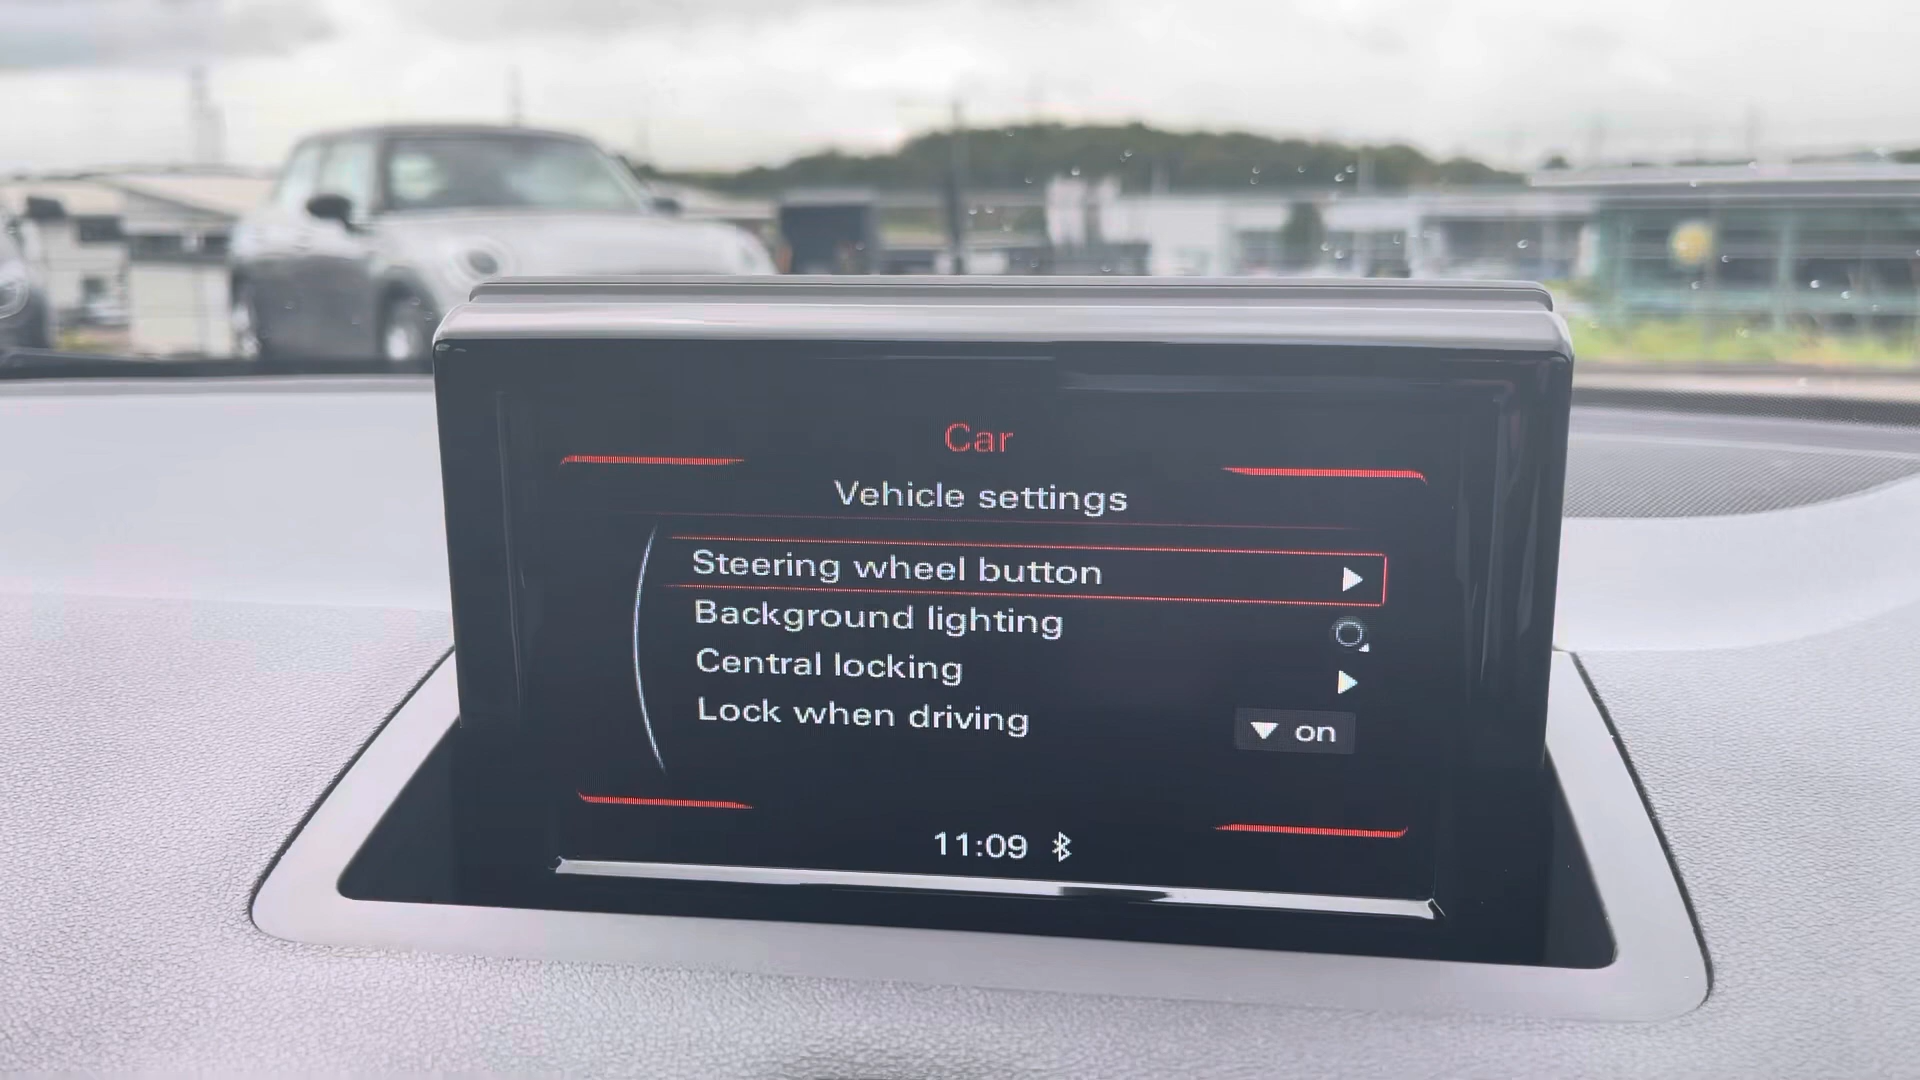 Car
Vehicle settings
Steering wheel button
Background lighting
Central locking
Lock when driving on
11:09